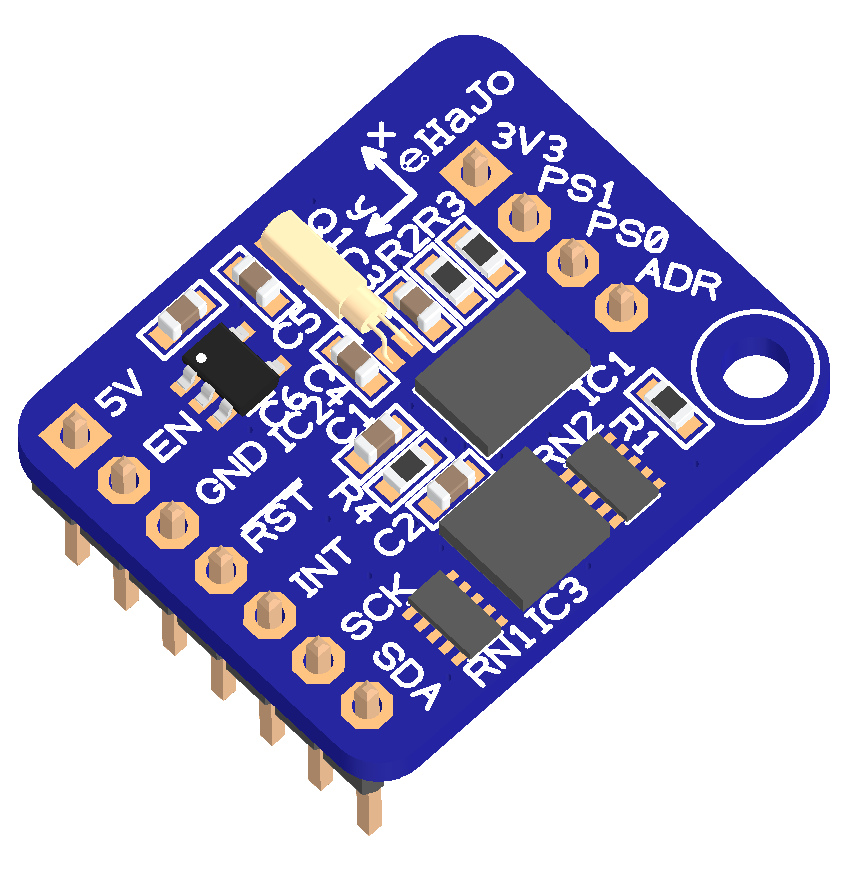 eHaJo
x
y
3V3
PS1
PS0
ADR
Q1
C3
R2
R3
C5
C6
C4
IC2
C1
IC1
R1
RN2
R4
C2
IC3
RN1
5V
EN
GND
RST
INT
SCK
SDA